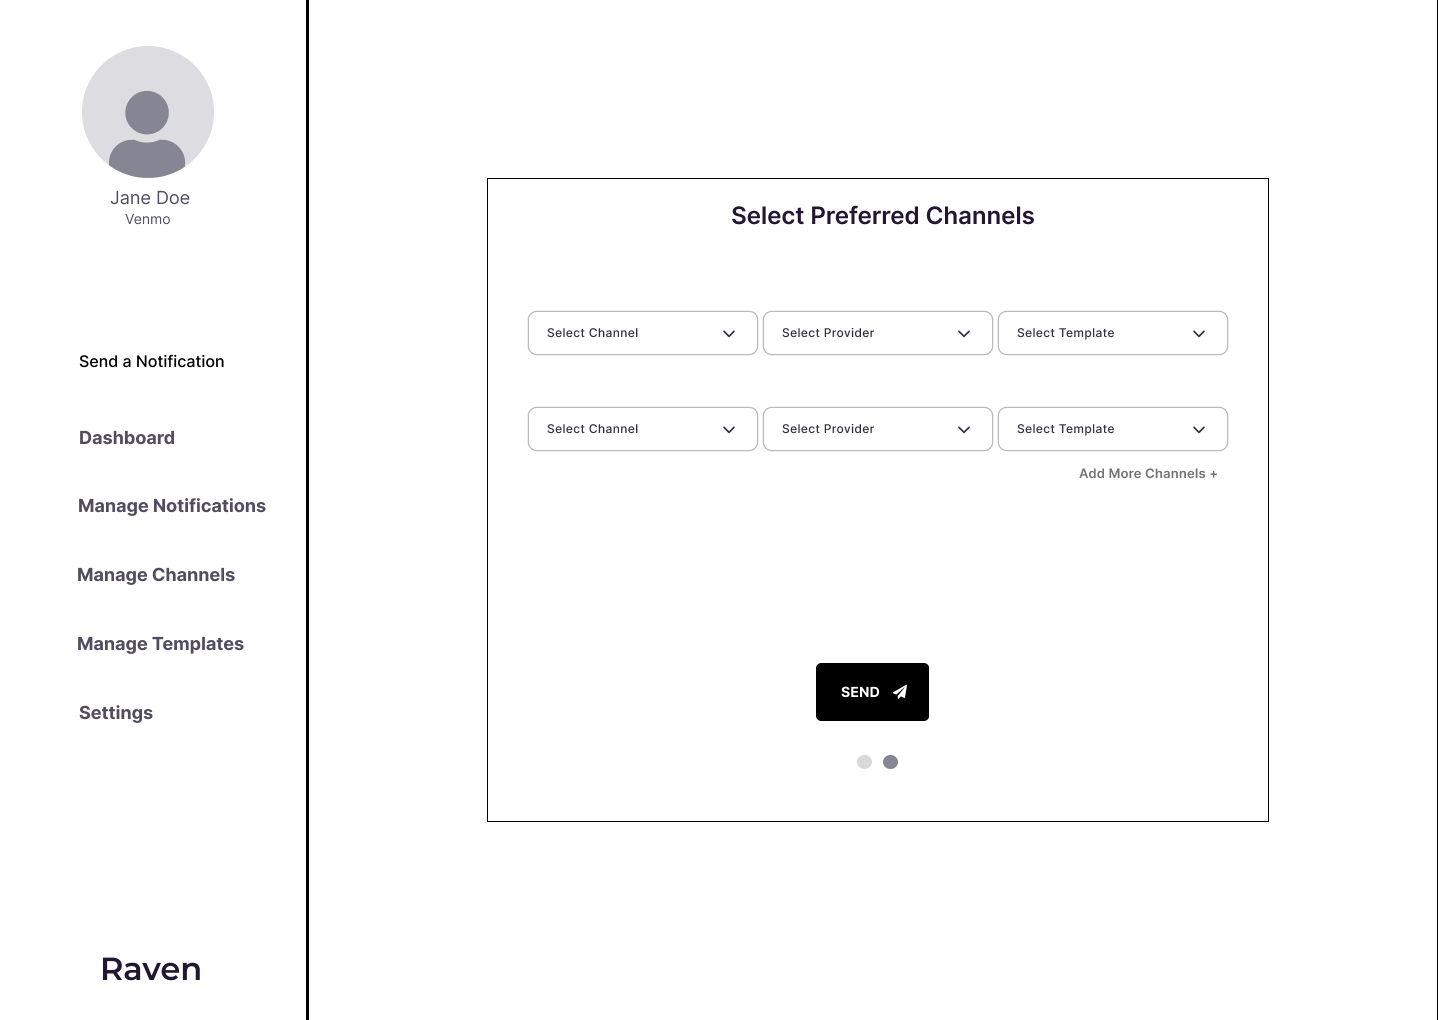 Jane Doe
Venmo
Send a Notification
Dashboard
Manage Notifications
Manage Channels
Manage Templates
Settings
Raven
Select Preferred Channels
Select Channel Select Provider Select Template
Select Channel Select Provider Select Template
Add More Channels +
SEND